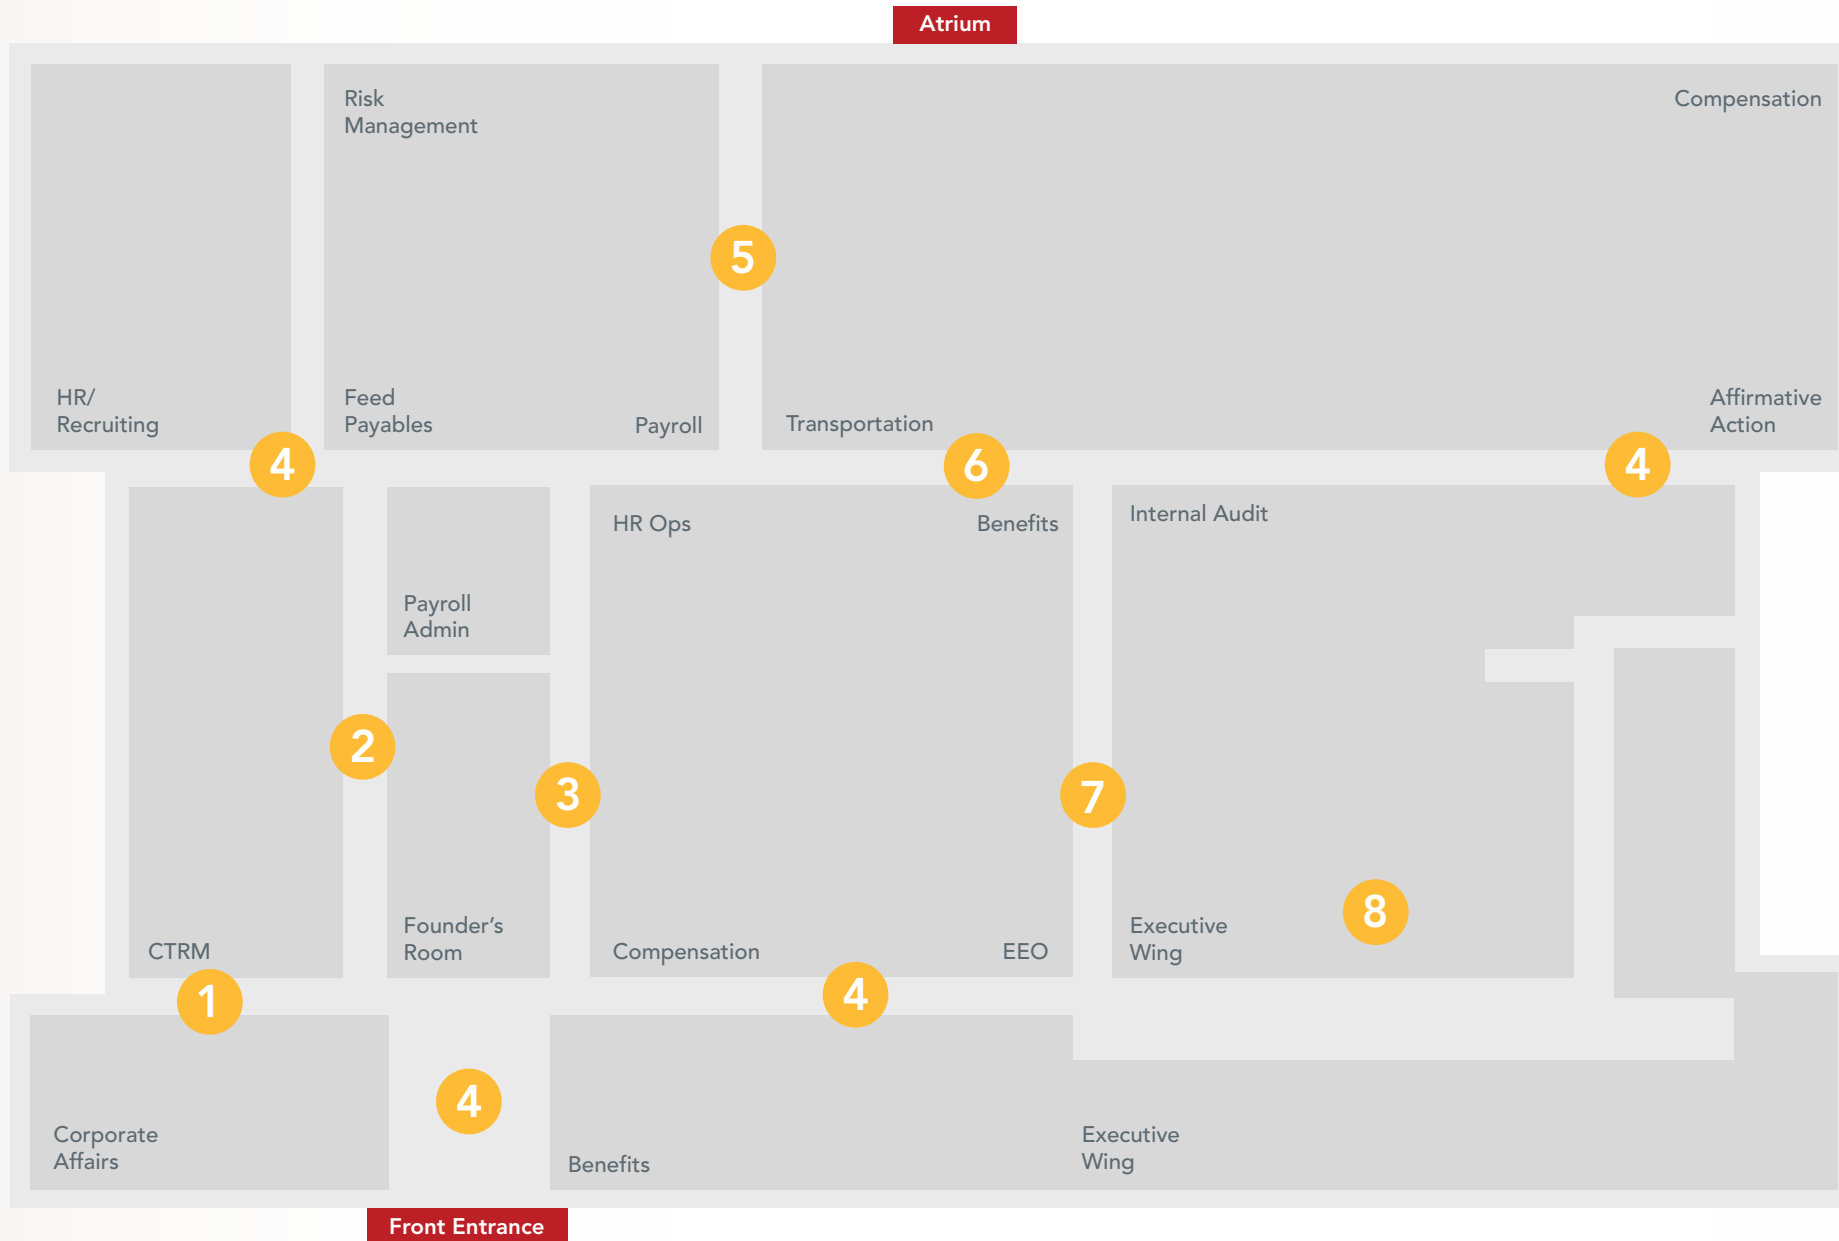 Atrium
Risk
Management
Compensation
5
HR/
Recruiting
Feed
Payables
Payroll
Transportation
Affirmative
Action
4
6
4
HR Ops
Benefits
Internal Audit
Payroll
Admin
2
3
7
8
CTRM
Founder’s
Room
Compensation
EEO
Executive
Wing
1
4
4
Corporate
Affairs
Benefits
Executive
Wing
Front Entrance